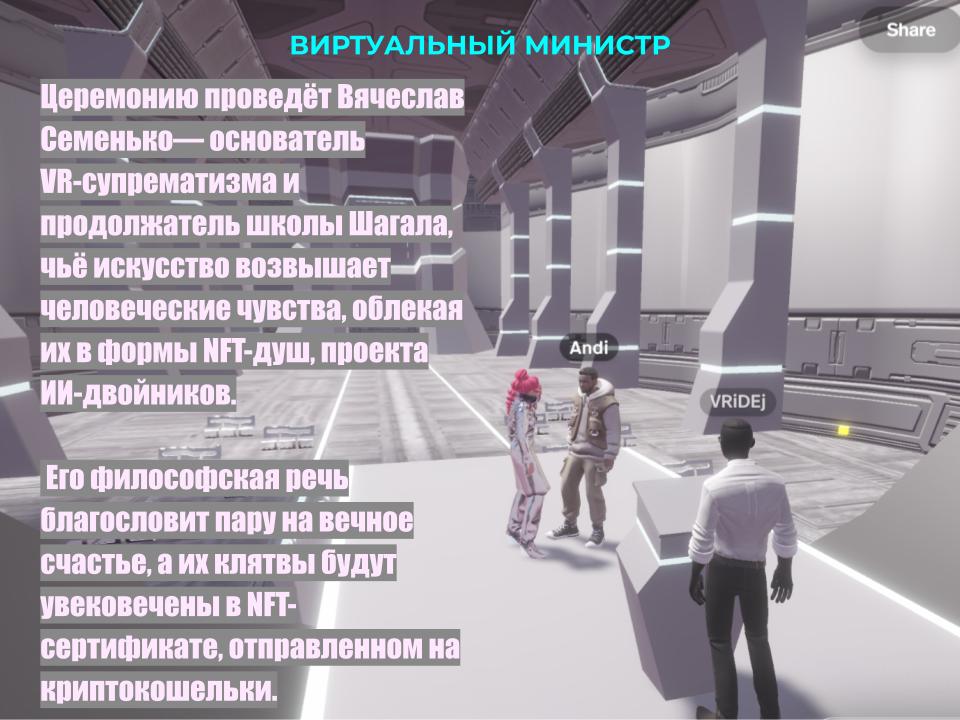 ВИРТУАЛЬНЫЙ МИНИСТР
Share
Церемонию проведёт Вячеслав
Семенько— основатель
VR-супрематизма и
продолжатель школы Шагала,
чьё искусство возвышает
человеческие чувства, облекая
их в формы NFT-душ, проекта
ИИ-двойников.
Andi
VRiDEj
Его философская речь
благословит пару на вечное
счастье, а их клятвы будут
увековечены в NFT-
сертификате, отправленном на
криптокошельки.